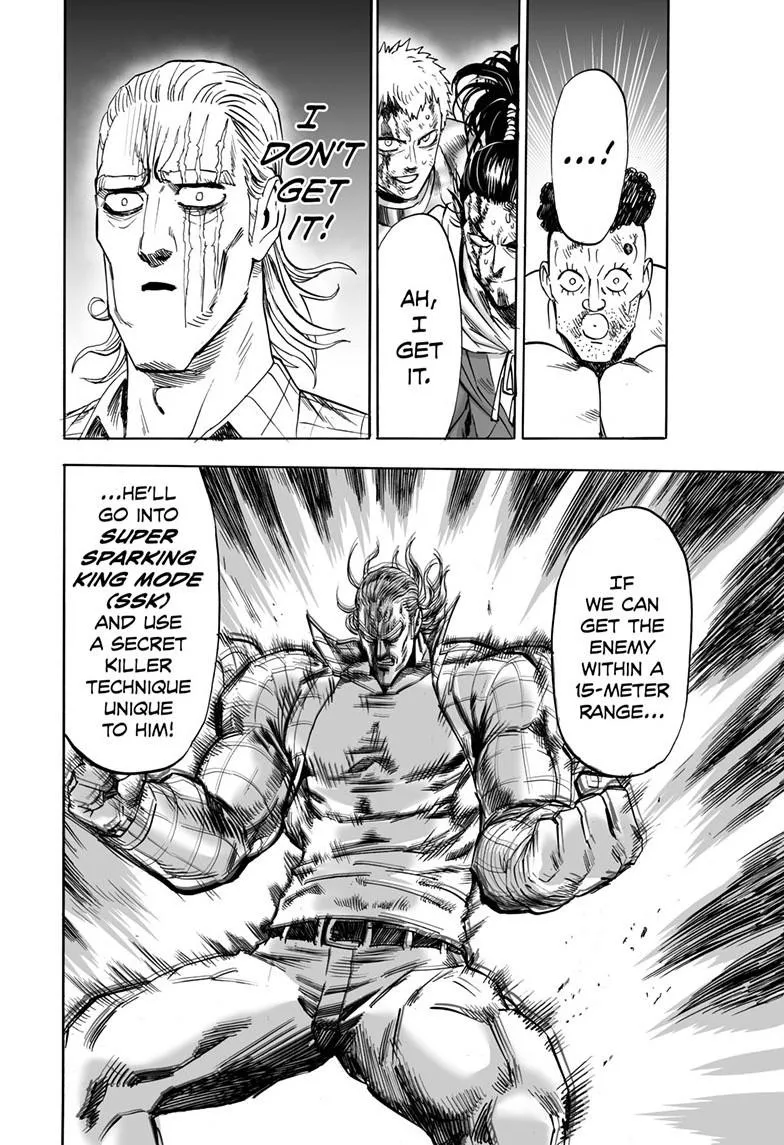 ....!
AH,
I
GET
IT.
I
DON'T
GET
IT!
IF
WE CAN
GET THE
ENEMY
WITHIN A
15-METER
RANGE...
...HE'LL
GO INTO
SUPER
SPARKING
KING MODE
(SSK)
AND USE
A SECRET
KILLER
TECHNIQUE
UNIQUE
TO HIM!